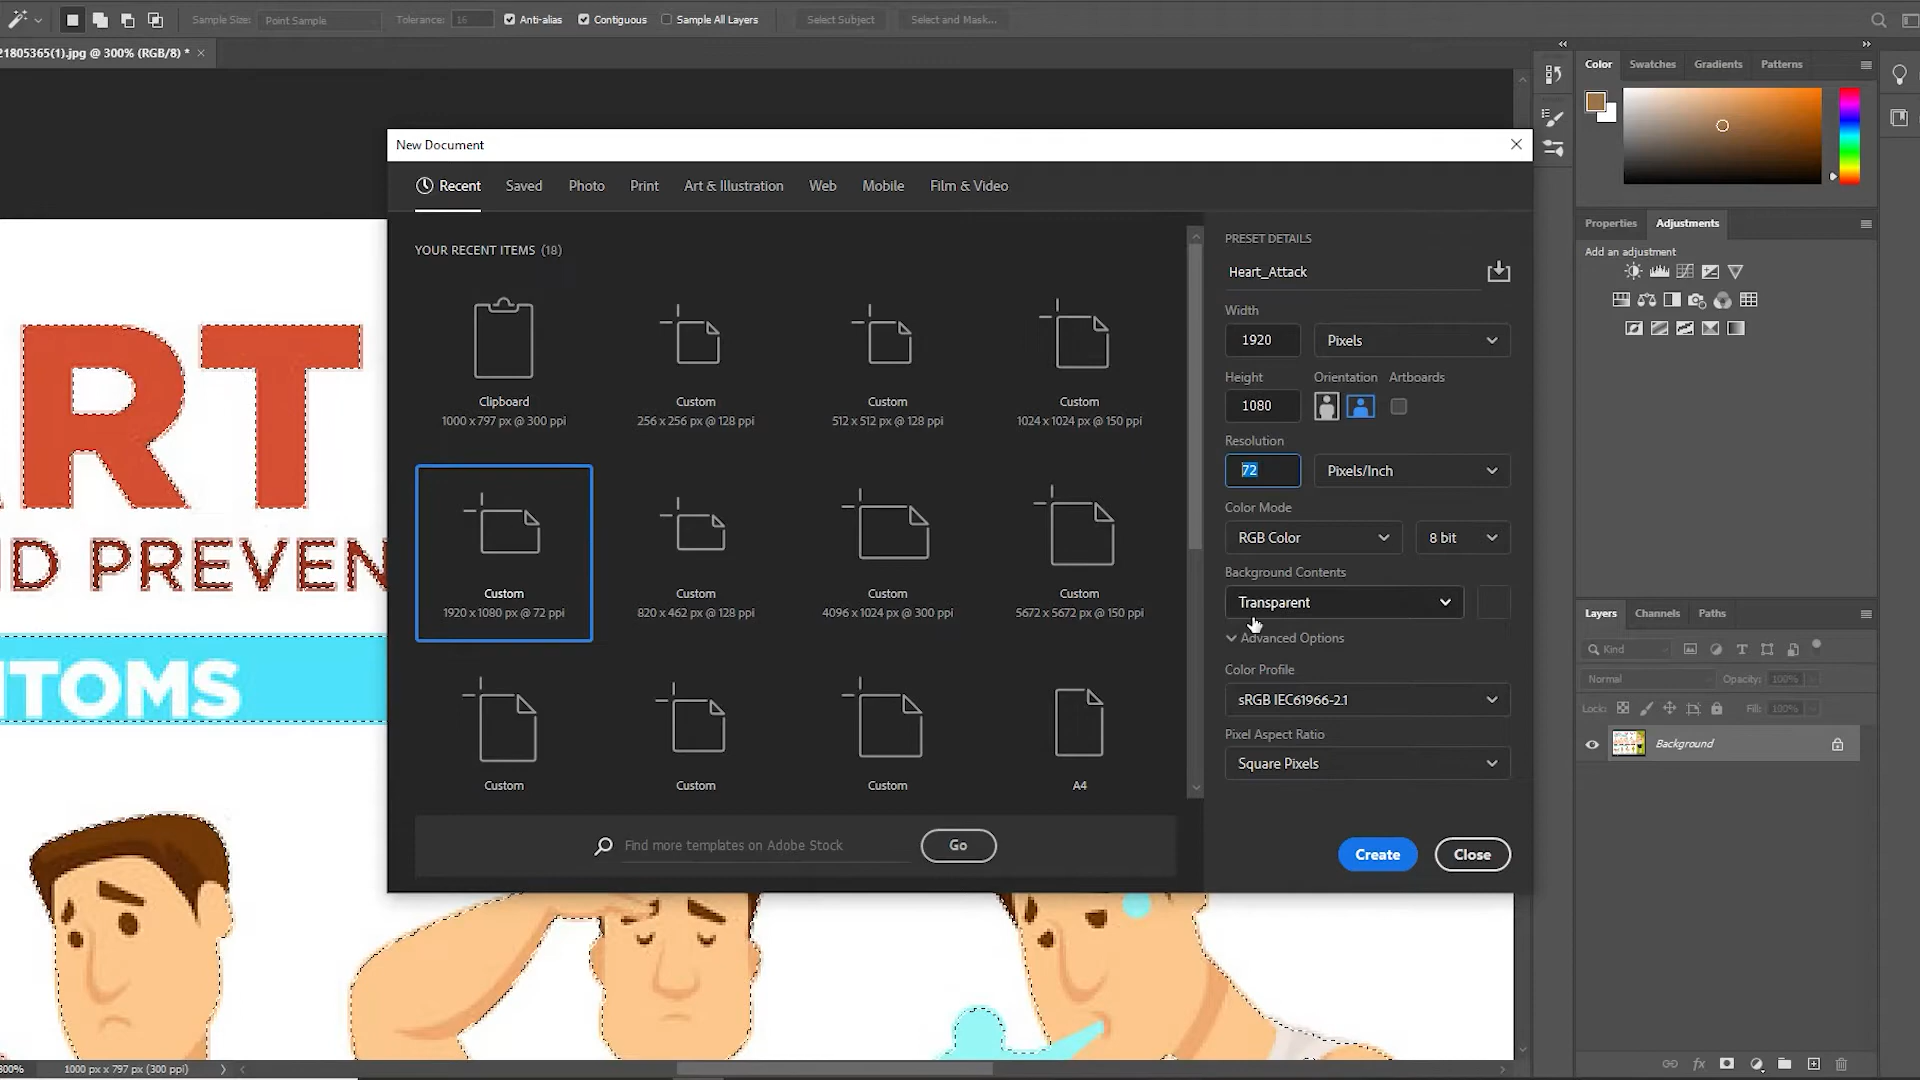 Sample Size: Point Sample Tolerance: 16 Anti-alias Contiguous Sample All Layers Select Subject Select and Mask...
21805365(1).jpg @ 300% (RGB/8) * ×
Color Swatches Gradients Patterns
New Document
Recent Saved Photo Print Art & Illustration Web Mobile Film & Video
YOUR RECENT ITEMS (18)
Clipboard
1000 x 797 px @ 300 ppi
Custom
256 x 256 px @ 128 ppi
Custom
512 x 512 px @ 128 ppi
Custom
1024 x 1024 px @ 150 ppi
Custom
1920 x 1080 px @ 72 ppi
Custom
820 x 462 px @ 128 ppi
Custom
4096 x 1024 px @ 300 ppi
Custom
5672 x 5672 px @ 150 ppi
Custom
Custom
Custom
A4
Find more templates on Adobe Stock Go
PRESET DETAILS
Heart_Attack
Width
1920 Pixels
Height Orientation Artboards
1080
Resolution
72 Pixels/Inch
Color Mode
RGB Color 8 bit
Background Contents
Transparent
Advanced Options
Color Profile
sRGB IEC61966-2.1
Pixel Aspect Ratio
Square Pixels
Create Close
Properties Adjustments
Add an adjustment
Layers Channels Paths
Kind
Normal Opacity: 100%
Lock: Fill: 100%
Background
ART
D PREVEN
TOMS
300% 1000 px x 797 px (300 ppi)